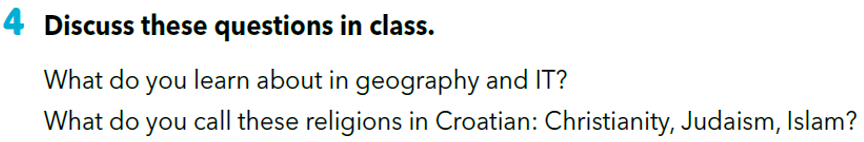 4 Discuss these questions in class.
What do you learn about in geography and IT?
What do you call these religions in Croatian: Christianity, Judaism, Islam?